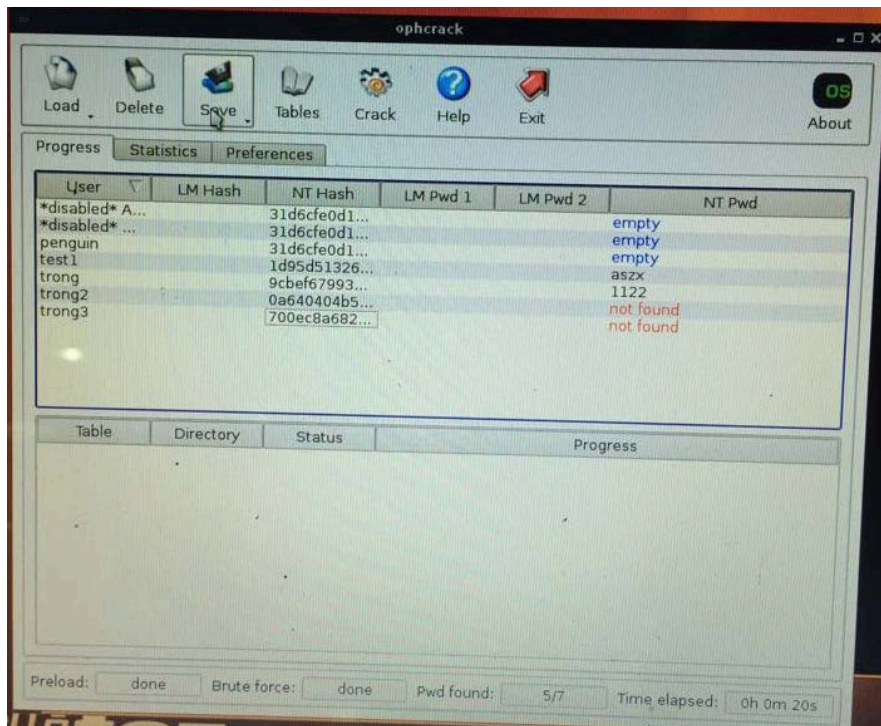 ophcrack
Load Delete Save Tables Crack Help Exit OS About
Progress Statistics Preferences
User LM Hash NT Hash LM Pwd 1 LM Pwd 2 NT Pwd
*disabled* A... 31d6cfe0d1... empty
*disabled* ... 31d6cfe0d1... empty
penguin 31d6cfe0d1... empty
test1 1d95d51326... aszx
trong 9cbef67993... 1122
trong2 0a640404b5... not found
trong3 700ec8a682... not found
Table Directory Status Progress
Preload: done Brute force: done Pwd found: 5/7 Time elapsed: 0h 0m 20s